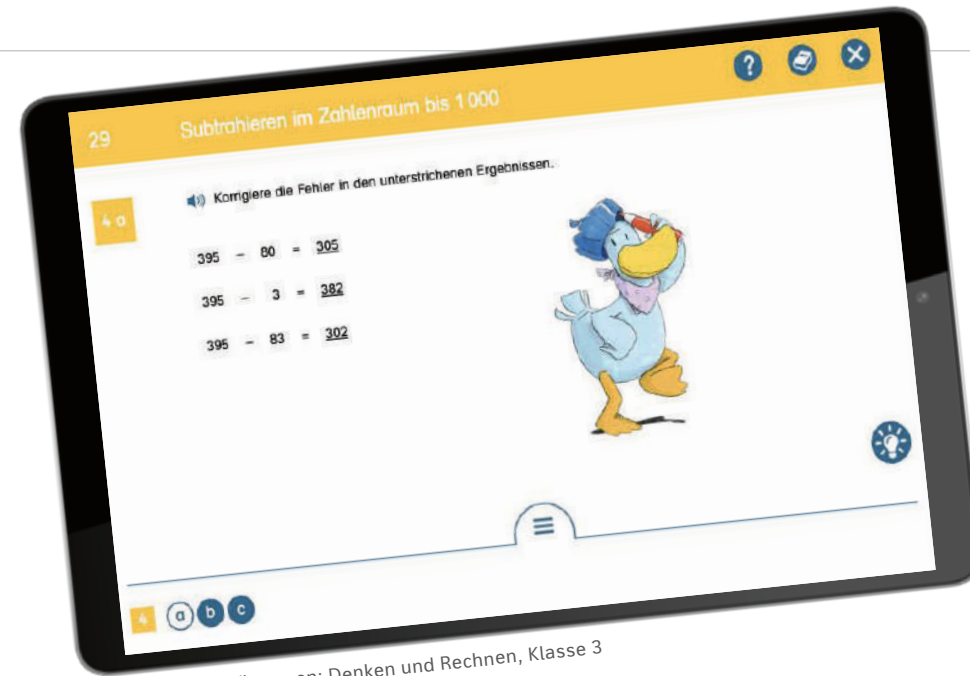 29 Subtrahieren im Zahlenraum bis 1 000
?
4 a Korrigiere die Fehler in den unterstrichenen Ergebnissen.
395 – 80 = 305
395 – 3 = 382
395 – 83 = 302
4 a b c
Denken und Rechnen, Klasse 3